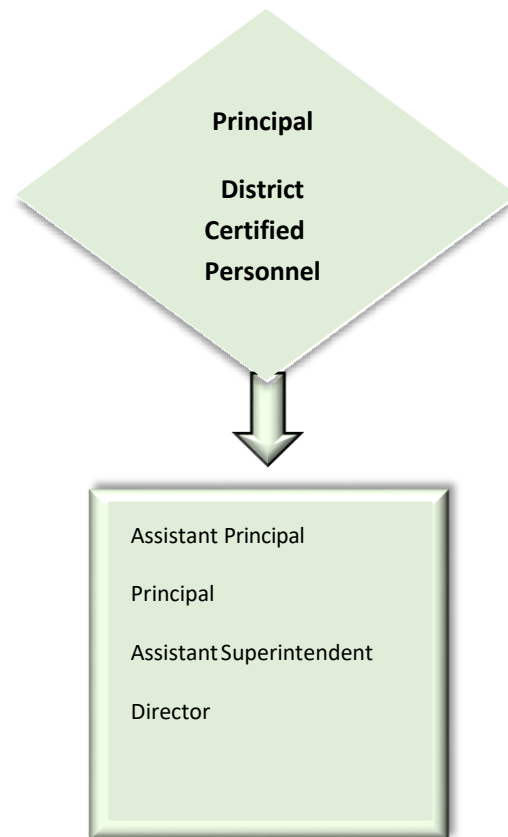 Principal
District
Certified
Personnel
Assistant Principal
Principal
Assistant Superintendent
Director